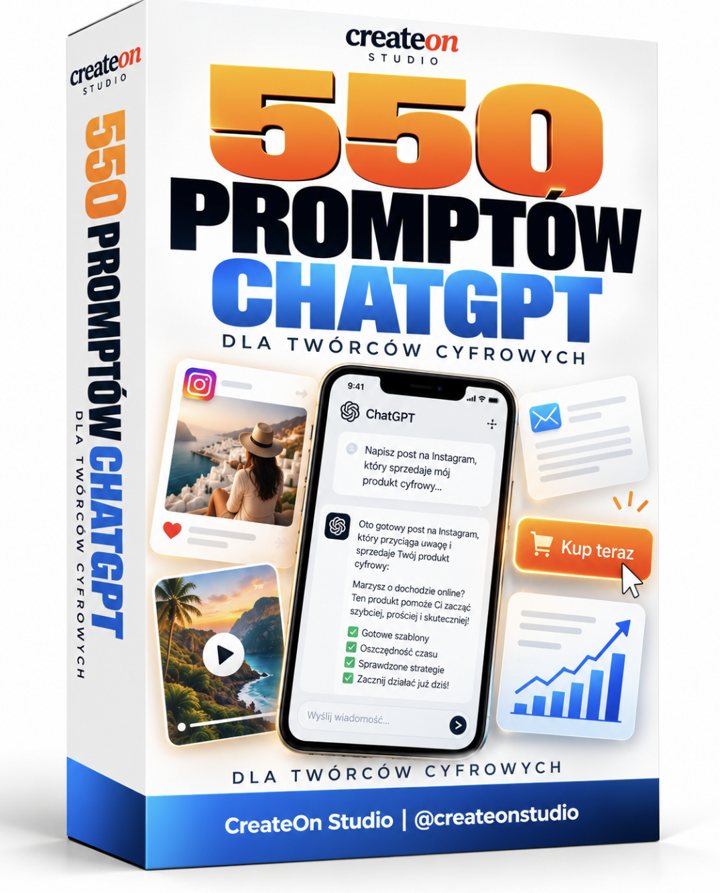 createon
STUDIO
550 PROMPTÓW CHATGPT
DLA TWÓRCÓW CYFROWYCH
createon
STUDIO
550
PROMPTÓW
CHATGPT
DLA TWÓRCÓW CYFROWYCH
9:41
ChatGPT
Napisz post na Instagram,
który sprzedaje mój
produkt cyfrowy...
Oto gotowy post na Instagram,
który przyciąga uwagę i
sprzedaje Twój produkt
cyfrowy:
Marzysz o dochodzie online?
Ten produkt pomoże Ci zacząć
szybciej, prościej i skuteczniej!
✅ Gotowe szablony
✅ Oszczędność czasu
✅ Sprawdzone strategie
✅ Zacznij działać już dziś!
Wyślij wiadomość...
Kup teraz
DLA TWÓRCÓW CYFROWYCH
CreateOn Studio | @createonstudio